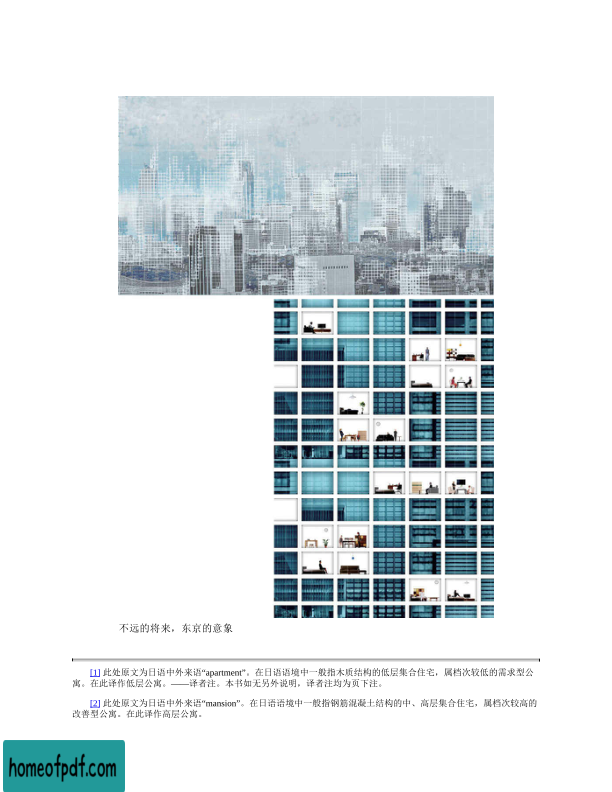 不远的将来，东京的意象
[1] 此处原文为日语中外来语“apartment”。在日语语境中一般指木质结构的低层集合住宅，属档次较低的需求型公
寓。在此译作低层公寓。——译者注。本书如无另外说明，译者注均为页下注。
[2] 此处原文为日语中外来语“mansion”。在日语语境中一般指钢筋混凝土结构的中、高层集合住宅，属档次较高的
改善型公寓。在此译作高层公寓。
homeofpdf.com